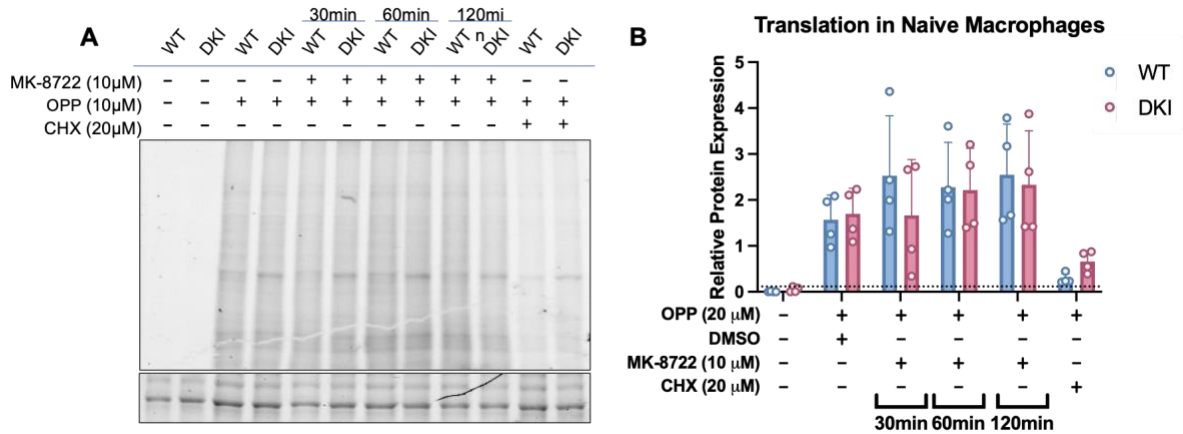 A
30min 60min 120mi
n
WT DKI WT DKI WT DKI WT DKI WT DKI WT DKI
MK-8722 (10µM) – – – – + + + + + + – –
OPP (10µM) – – + + + + + + + + + +
CHX (20µM) – – – – – – – – – – + +
B
Translation in Naive Macrophages
WT
DKI
Relative Protein Expression
5
4
3
2
1
0
OPP (20 µM) – + + + + +
DMSO – + – – – –
MK-8722 (10 µM) – – + + + –
CHX (20 µM) – – – – – +
30min 60min 120min